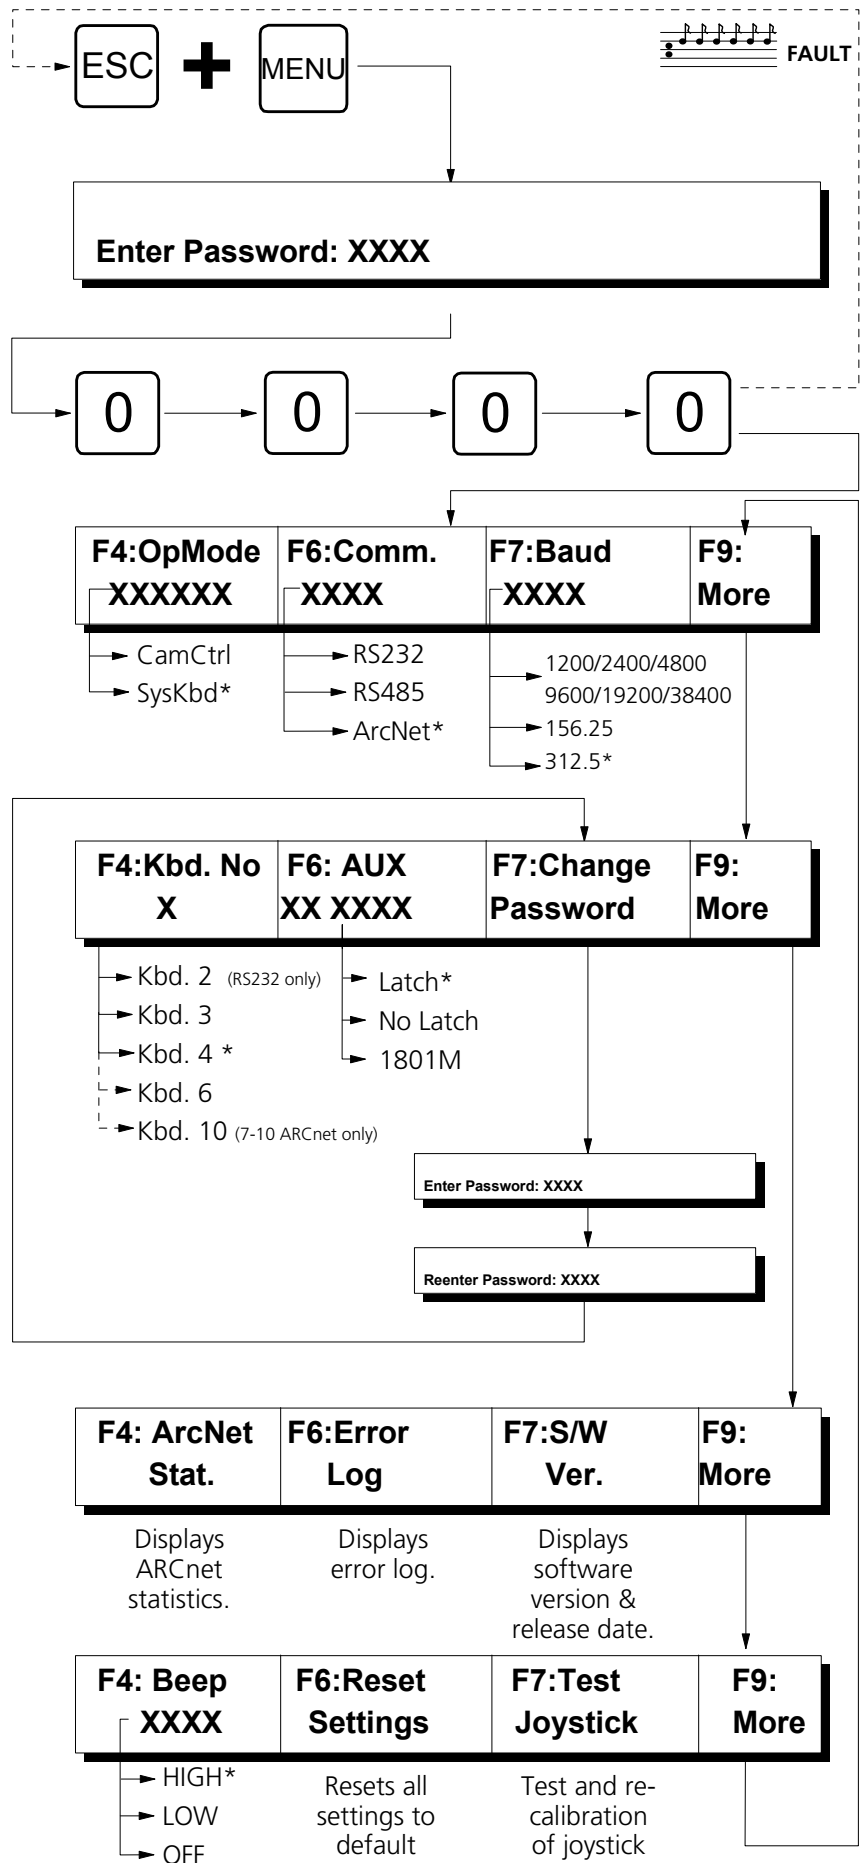 ESC + MENU
FAULT
Enter Password: XXXX
0 0 0 0
F4:OpMode F6:Comm. F7:Baud F9:
XXXXXX XXXX XXXX More
CamCtrl RS232 1200/2400/4800
SysKbd* RS485 9600/19200/38400
ArcNet* 156.25
312.5*
F4:Kbd. No F6: AUX F7:Change F9:
X XX XXXX Password More
Kbd. 2 (RS232 only) Latch*
Kbd. 3 No Latch
Kbd. 4 * 1801M
Kbd. 6
Kbd. 10 (7-10 ARCnet only)
Enter Password: XXXX
Reenter Password: XXXX
F4: ArcNet F6:Error F7:S/W F9:
Stat. Log Ver. More
Displays Displays Displays
ARCnet error log. software
statistics. version &
release date.
F4: Beep F6:Reset F7:Test F9:
XXXX Settings Joystick More
HIGH* Resets all Test and re-
LOW settings to calibration
OFF default of joystick